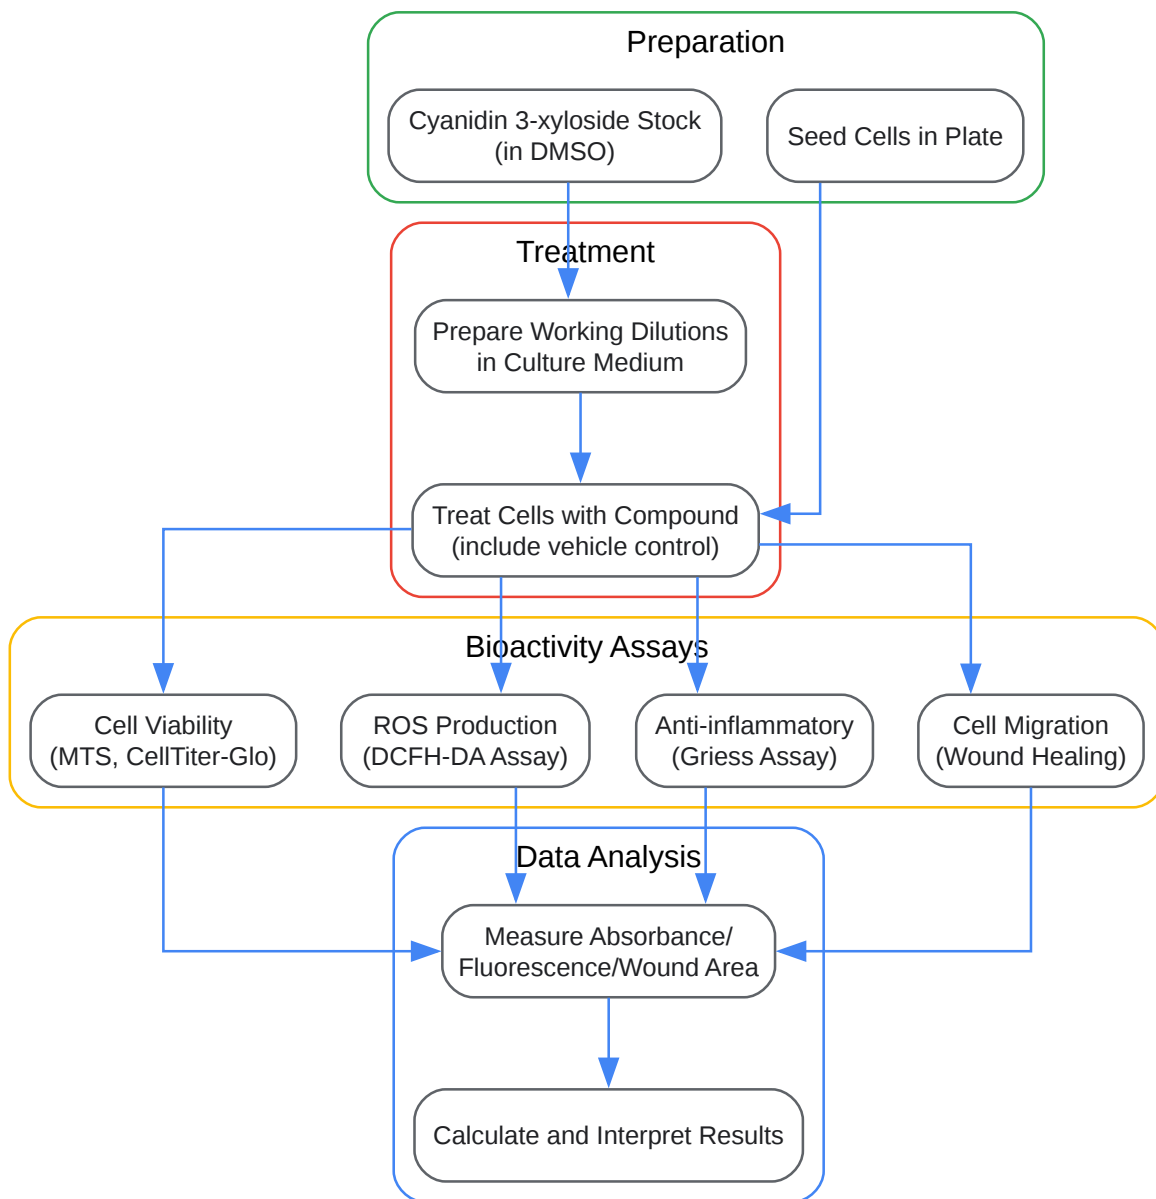 Preparation
Cyanidin 3-xyloside Stock
(in DMSO)
Seed Cells in Plate
Treatment
Prepare Working Dilutions
in Culture Medium
Treat Cells with Compound
(include vehicle control)
Bioactivity Assays
Cell Viability
(MTS, CellTiter-Glo)
ROS Production
(DCFH-DA Assay)
Anti-inflammatory
(Griess Assay)
Cell Migration
(Wound Healing)
Data Analysis
Measure Absorbance/
Fluorescence/Wound Area
Calculate and Interpret Results